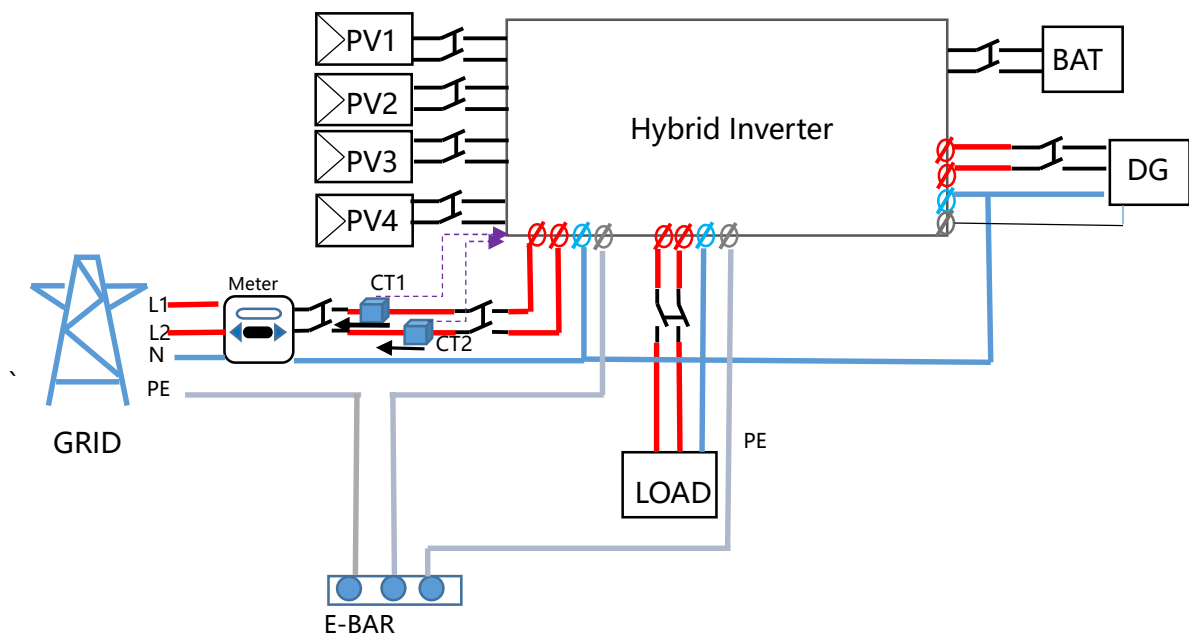 PV1
BAT
PV2
Hybrid Inverter
PV3
DG
PV4
Meter
CT1
L1
L2
CT2
N
`
PE
GRID
PE
LOAD
E-BAR